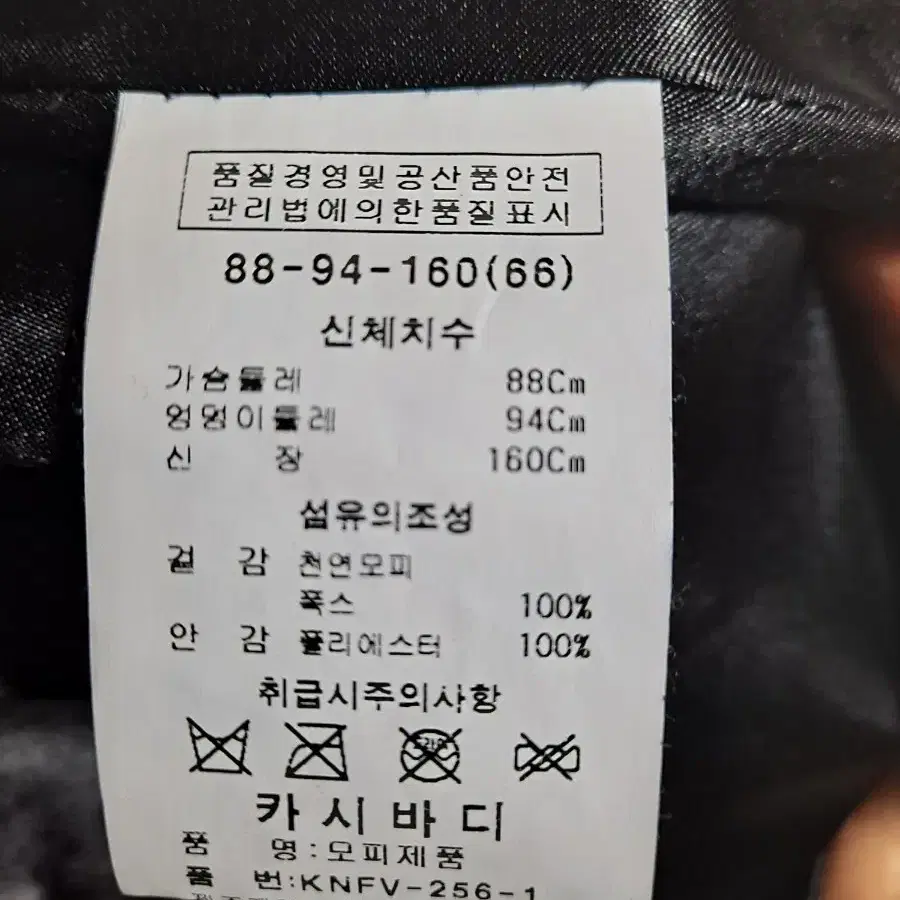 품질경영및공산품안전
관리법에의한품질표시
88-94-160(66)
신체치수
가슴둘레 88Cm
엉덩이둘레 94Cm
신 장 160Cm
섬유의조성
겉 감 천연모피
폭스 100%
안 감 폴리에스터 100%
취급시주의사항
카시바디
품 명:모피제품
품 번:KNFV-256-1